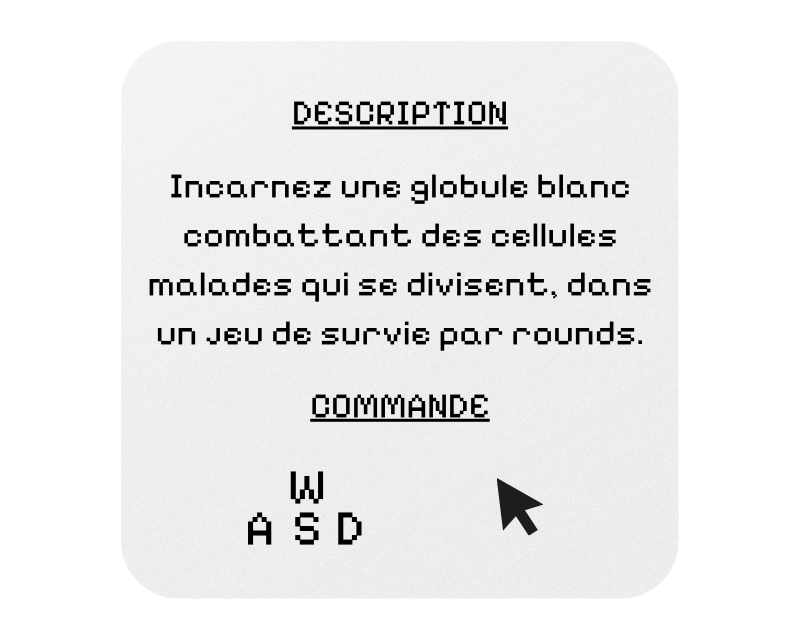 DESCRIPTION
Incarnez une globule blanc
combattant des cellules
malades qui se divisent, dans
un jeu de survie par rounds.
COMMANDE
W
A S D